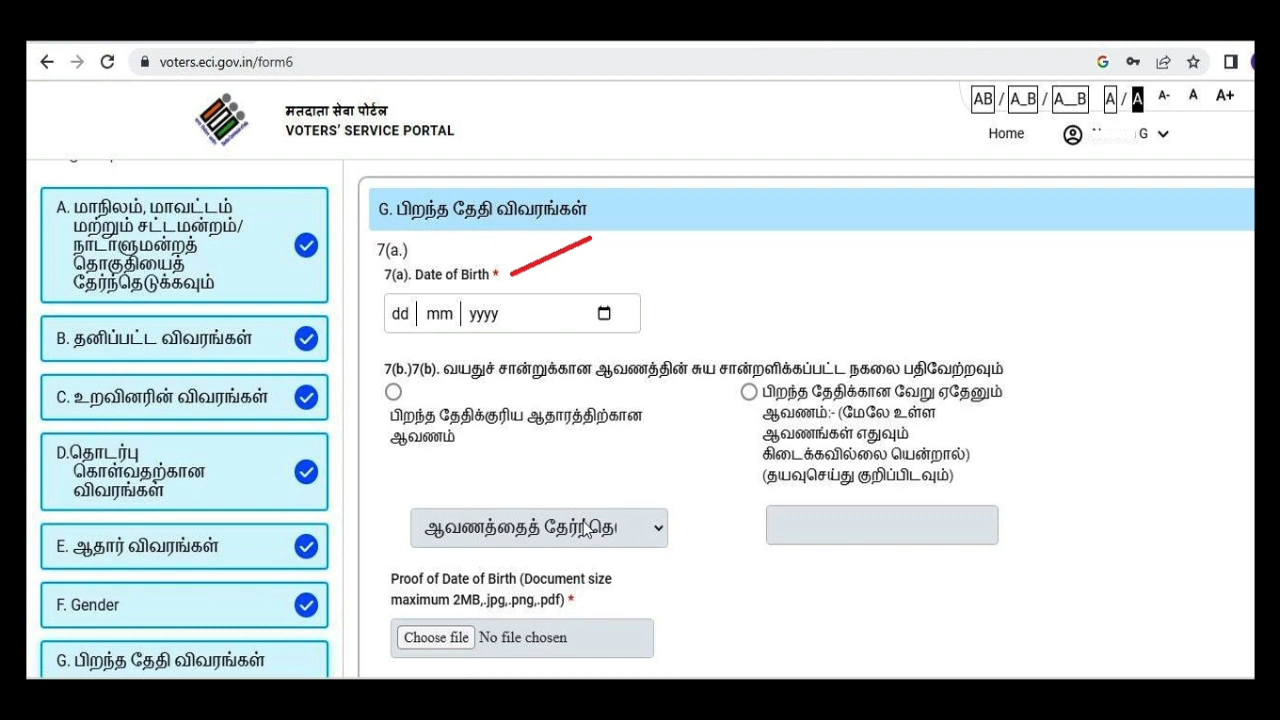 voters.eci.gov.in/form6
AB / A_B / A__B A / A A- A A+
मतदाता सेवा पोर्टल
VOTERS' SERVICE PORTAL
Home
G
A. மாநிலம், மாவட்டம்
மற்றும் சட்டமன்றம்/
நாடாளுமன்றத்
தொகுதியைத்
தேர்ந்தெடுக்கவும்
B. தனிப்பட்ட விவரங்கள்
C. உறவினரின் விவரங்கள்
D.தொடர்பு
கொள்வதற்கான
விவரங்கள்
E. ஆதார் விவரங்கள்
F. Gender
G. பிறந்த தேதி விவரங்கள்
G. பிறந்த தேதி விவரங்கள்
7(a.)
7(a). Date of Birth *
dd mm yyyy
7(b.)7(b). வயதுச் சான்றுக்கான ஆவணத்தின் சுய சான்றளிக்கப்பட்ட நகலை பதிவேற்றவும்
பிறந்த தேதிக்குரிய ஆதாரத்திற்கான
ஆவணம்
பிறந்த தேதிக்கான வேறு ஏதேனும்
ஆவணம்:- (மேலே உள்ள
ஆவணங்கள் எதுவும்
கிடைக்கவில்லை யென்றால்)
(தயவுசெய்து குறிப்பிடவும்)
ஆவணத்தைத் தேர்ந்தெ
Proof of Date of Birth (Document size
maximum 2MB,.jpg,.png,.pdf) *
Choose file No file chosen